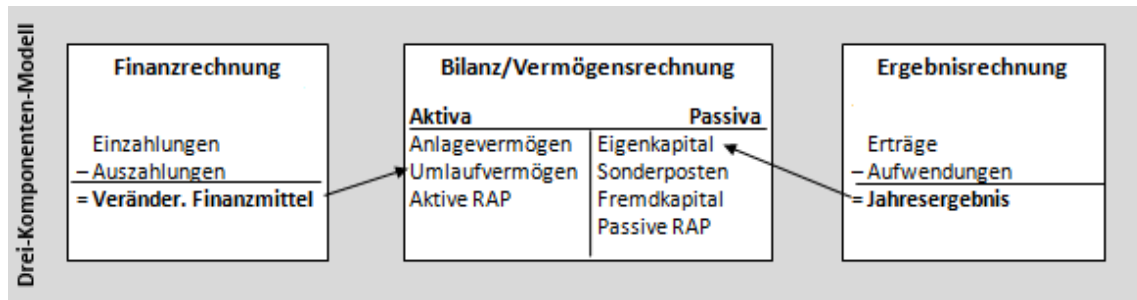 Drei-Komponenten-Modell
Finanzrechnung
Einzahlungen
– Auszahlungen
= Veränder. Finanzmittel
Bilanz/Vermögensrechnung
Aktiva Passiva
Anlagevermögen Eigenkapital
Umlaufvermögen Sonderposten
Aktive RAP Fremdkapital
Passive RAP
Ergebnisrechnung
Erträge
– Aufwendungen
= Jahresergebnis